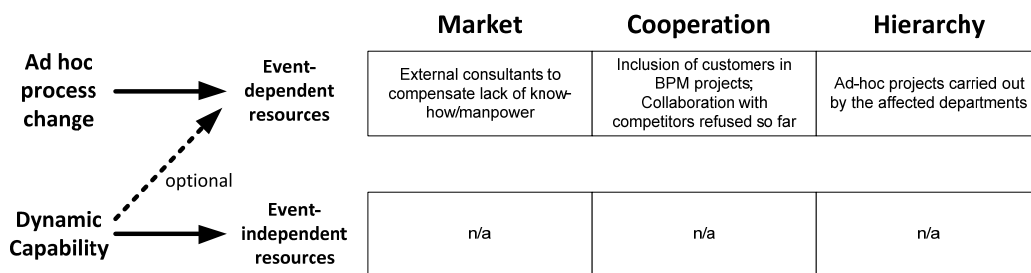 Market Cooperation Hierarchy
Ad hoc
process
change
Event-
dependent
resources
External consultants to
compensate lack of know-
how/manpower
Inclusion of customers in
BPM projects;
Collaboration with
competitors refused so far
Ad-hoc projects carried out
by the affected departments
optional
Dynamic
Capability
Event-
independent
resources
n/a
n/a
n/a